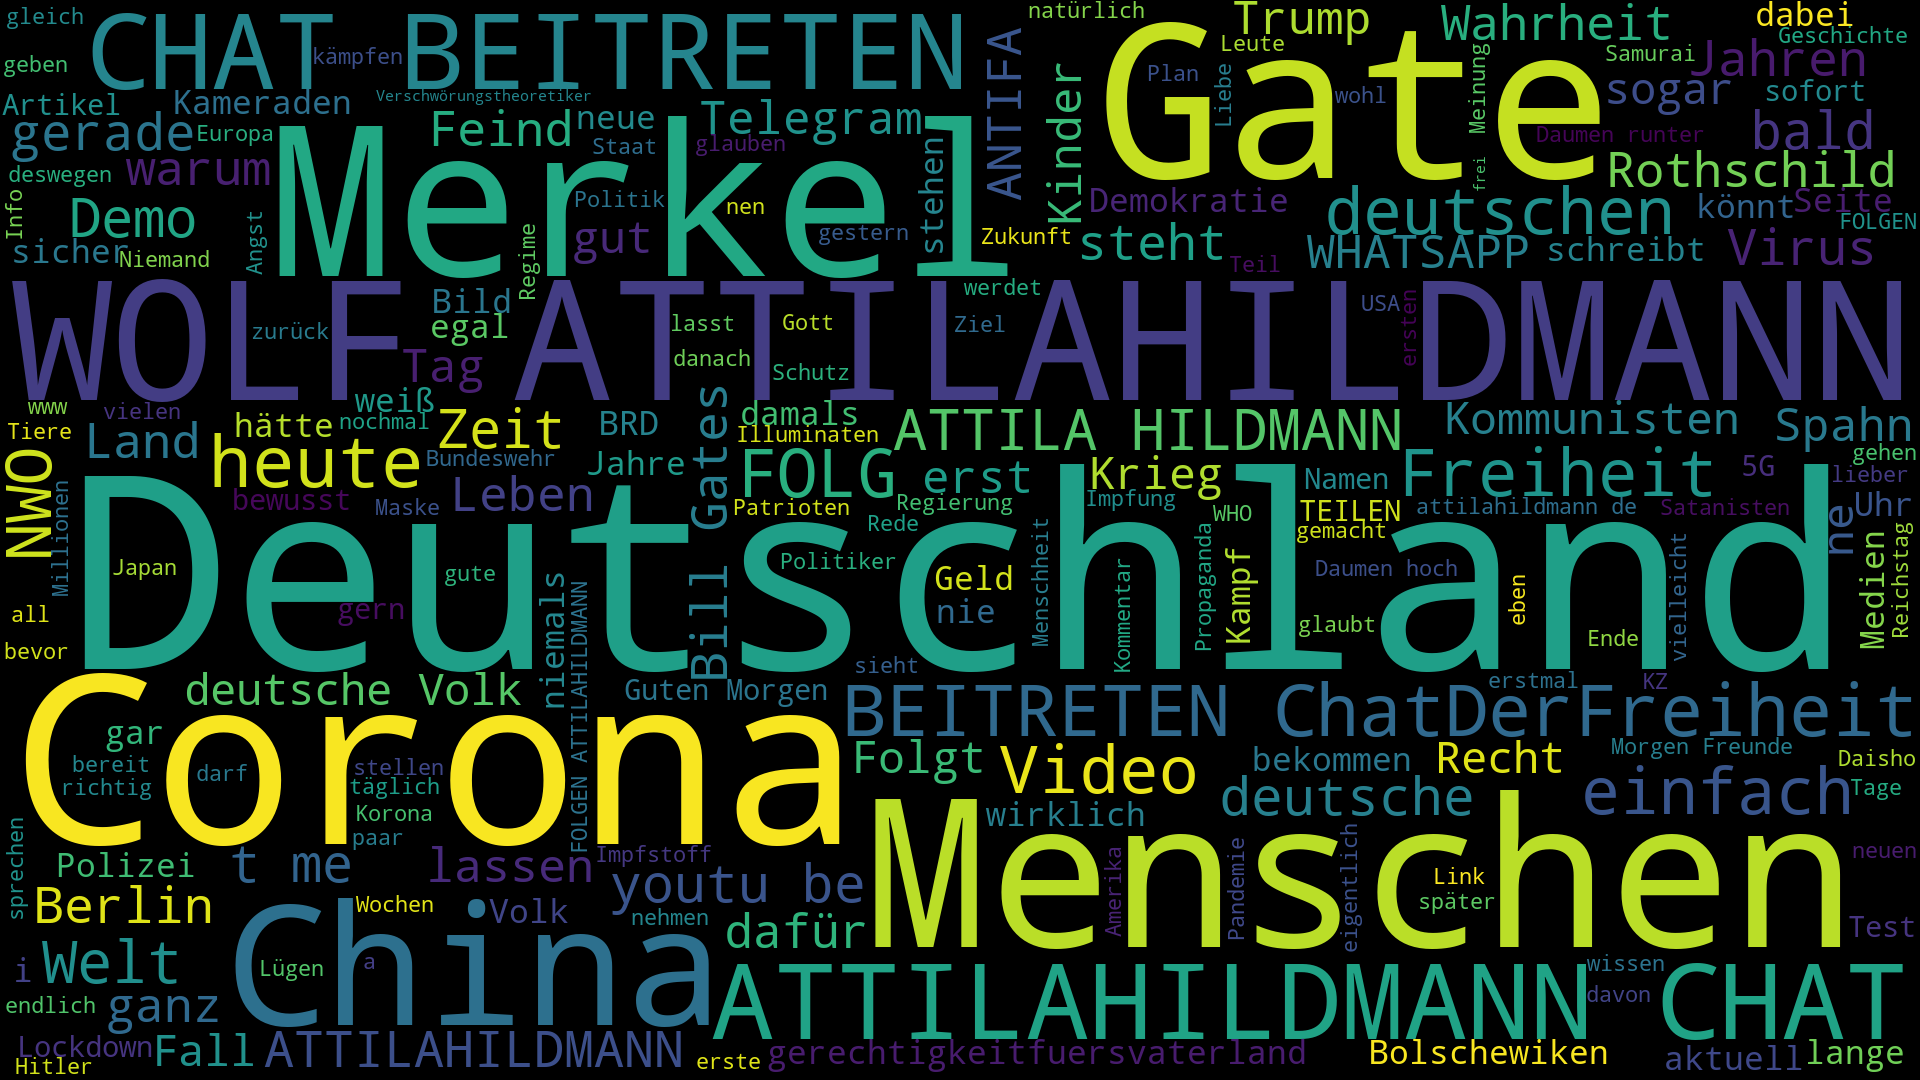 gleich
CHAT BEITRETEN
kämpfen
natürlich
Gate
Trump
Leute
Wahrheit
dabei
Geschichte
geben
Artikel
Kameraden
Verschwörungstheoretiker
ANTIFA
Kinder
Plan
Liebe
wohl
Meinung
Samurai
Jahren
sogar
sofort
gerade
Europa
Merkel
Feind
neue
Telegram
Staat
glauben
stehen
Daumen runter
bald
deswegen
warum
frei
Rothschild
Info
Demo
Angst
Politik
nen
Demokratie
deutschen
könnt
Seite
FOLGEN
sicher
Niemand
Regime
gut
gestern
Zukunft
steht
Teil
WHATSAPP
schreibt
Virus
WOLF ATTILAHILDMANN
Bild
werdet
USA
ersten
zurück
egal
lasst
Gott
Ziel
Tag
danach
Schutz
www
vielen
weiß
nochmal
Tiere
Land
hätte
Zeit
BRD
damals
Illuminaten
ATTILA HILDMANN
Kommunisten
Spahn
NWO
heute
Bundeswehr
Jahre
Bill Gates
FOLG
erst
Krieg
Namen
Freiheit
5G
gehen
lieber
Millionen
bewusst
Maske
Leben
Patrioten
Regierung
Impfung
WHO
TEILEN
attilahildmann de
Satanisten
ne
Uhr
Deutschland
Rede
Menschheit
Propaganda
gemacht
Reichstag
Japan
gute
Politiker
Geld
Kommentar
Kampf
Daumen hoch
eben
vielleicht
Medien
all
gern
niemals
FOLGEN ATTILAHILDMANN
nie
glaubt
Ende
bevor
sieht
Corona
deutsche Volk
Guten Morgen
BEITRETEN ChatDerFreiheit
erstmal
KZ
gar
bereit
darf
stellen
Folgt
Video
bekommen
Recht
Morgen Freunde
Daisho
richtig
täglich
Menschen
wirklich
deutsche
einfach
Tage
Korona
paar
sprechen
Polizei
t me
lassen
Impfstoff
youtu be
Amerika
Pandemie
eigentlich
Link
später
neuen
Berlin
China
Wochen
Volk
nehmen
dafür
Test
i
Welt
Lügen
a
ATTILAHILDMANN CHAT
wissen
davon
endlich
ganz
Lockdown
Hitler
Fall
ATTILAHILDMANN
erste
gerechtigkeitfuersvaterland
Bolschewiken
aktuell
lange